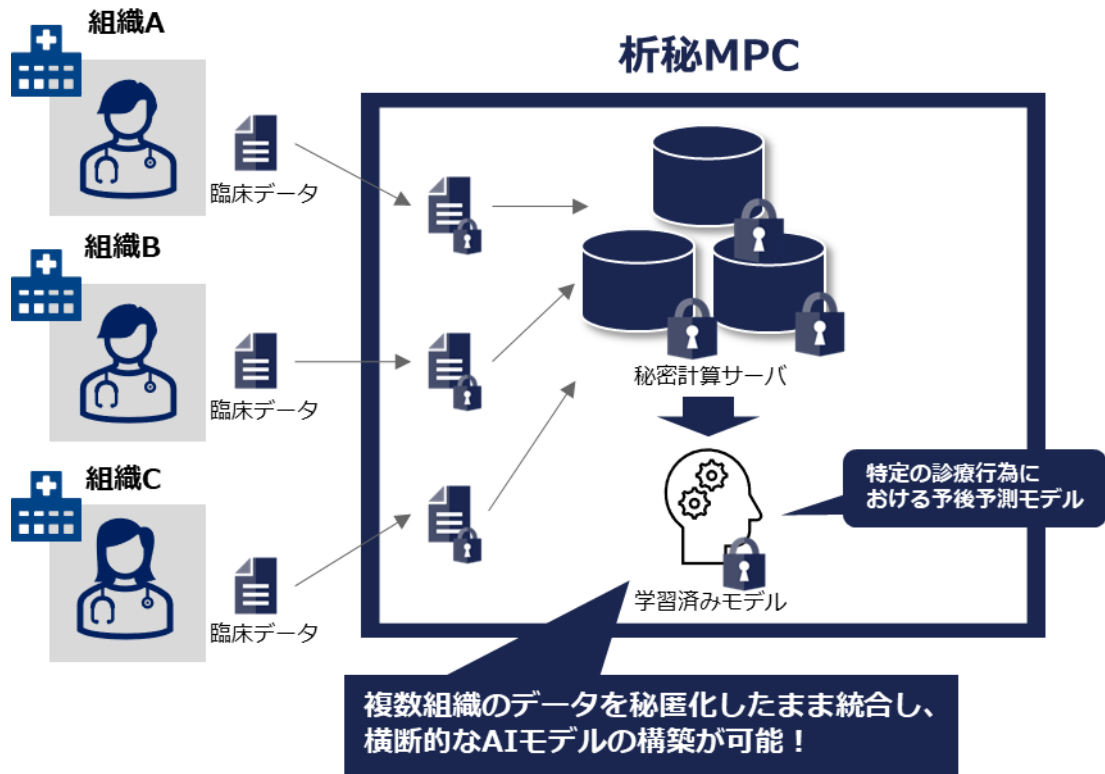 組織A
析秘MPC
臨床データ
組織B
臨床データ
秘密計算サーバ
組織C
特定の診療行為に
おける予後予測モデル
臨床データ
学習済みモデル
複数組織のデータを秘匿化したまま統合し、
横断的なAIモデルの構築が可能！